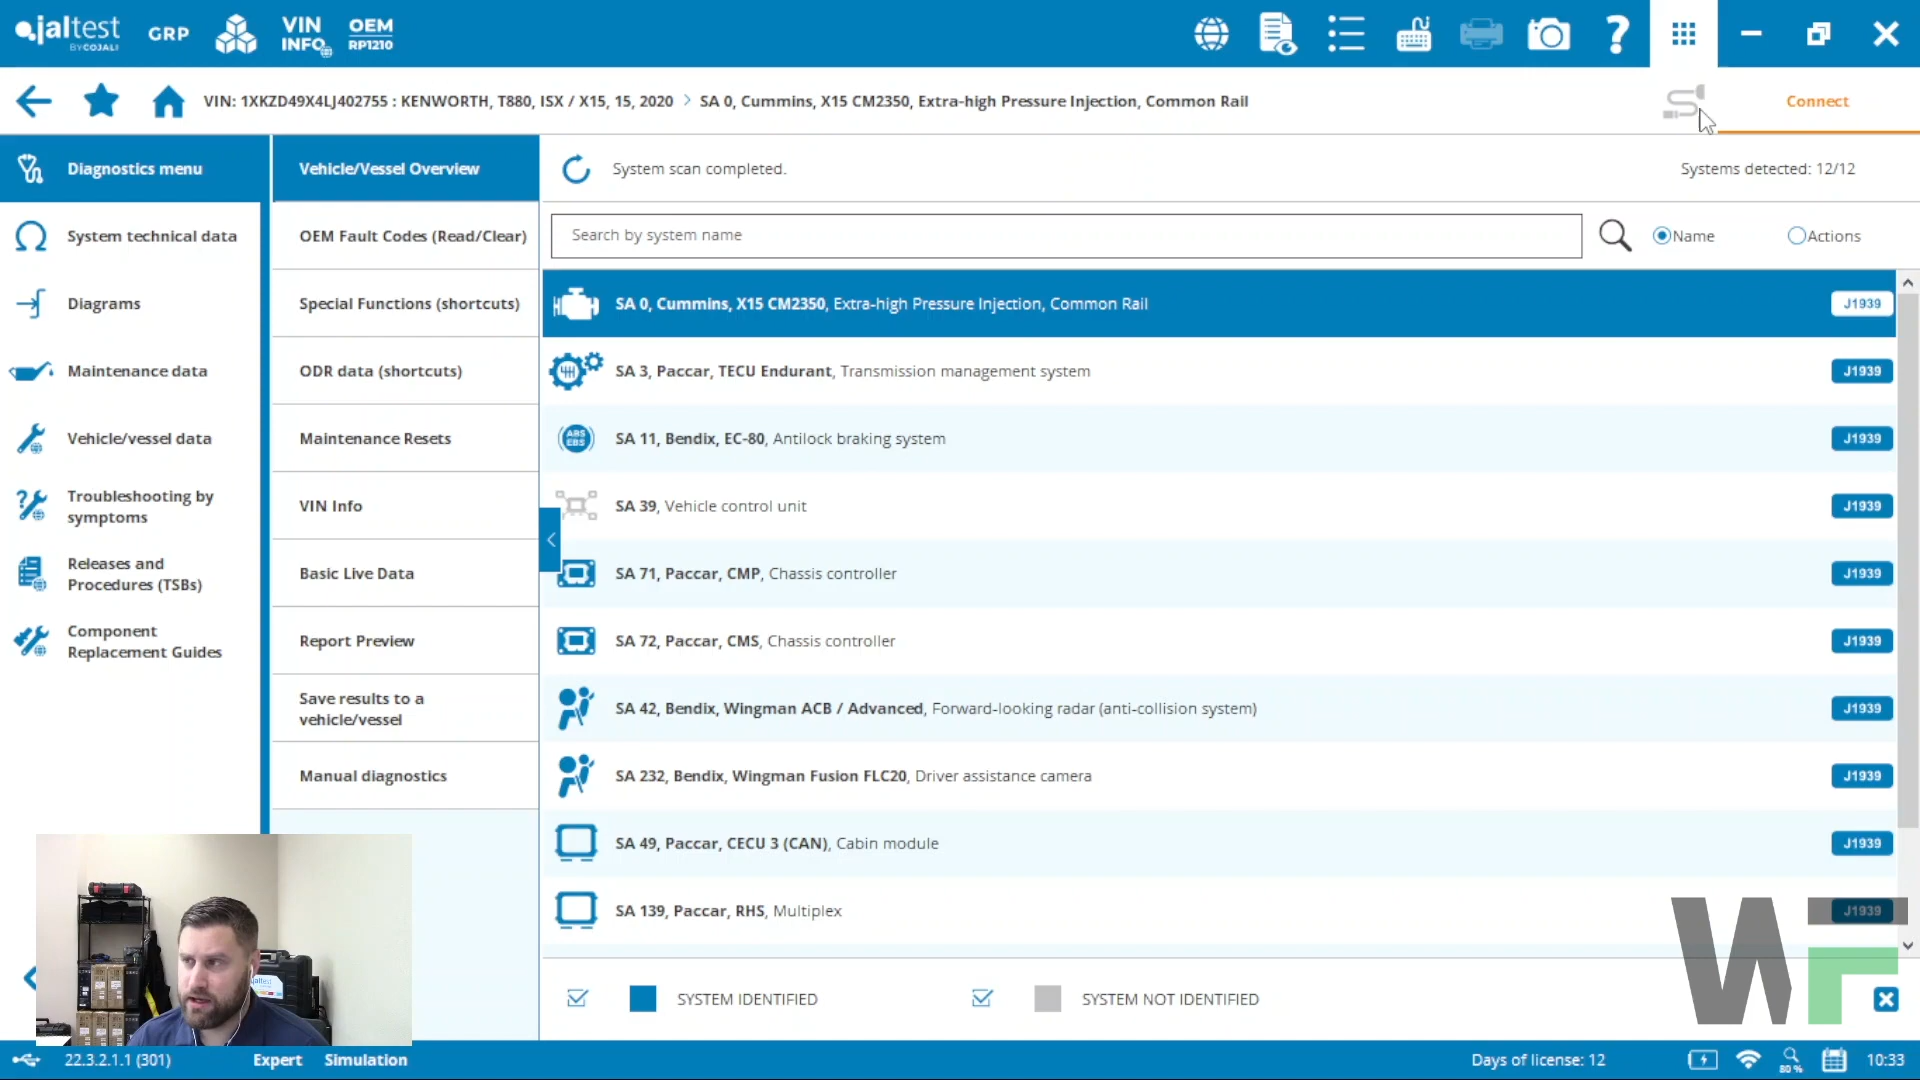 jaltest
BY COJALI
GRP
VIN
INFO
OEM
RP1210
VIN: 1XKZD49X4LJ402755 : KENWORTH, T880, ISX / X15, 15, 2020 > SA 0, Cummins, X15 CM2350, Extra-high Pressure Injection, Common Rail
Connect
Diagnostics menu
System technical data
Diagrams
Maintenance data
Vehicle/vessel data
Troubleshooting by
symptoms
Releases and
Procedures (TSBs)
Component
Replacement Guides
Vehicle/Vessel Overview
OEM Fault Codes (Read/Clear)
Special Functions (shortcuts)
ODR data (shortcuts)
Maintenance Resets
VIN Info
Basic Live Data
Report Preview
Save results to a
vehicle/vessel
Manual diagnostics
System scan completed.
Systems detected: 12/12
Search by system name
Name
Actions
SA 0, Cummins, X15 CM2350, Extra-high Pressure Injection, Common Rail J1939
SA 3, Paccar, TECU Endurant, Transmission management system J1939
ABS
EBS
SA 11, Bendix, EC-80, Antilock braking system J1939
SA 39, Vehicle control unit J1939
SA 71, Paccar, CMP, Chassis controller J1939
SA 72, Paccar, CMS, Chassis controller J1939
SA 42, Bendix, Wingman ACB / Advanced, Forward-looking radar (anti-collision system) J1939
SA 232, Bendix, Wingman Fusion FLC20, Driver assistance camera J1939
SA 49, Paccar, CECU 3 (CAN), Cabin module J1939
SA 139, Paccar, RHS, Multiplex J1939
SYSTEM IDENTIFIED
SYSTEM NOT IDENTIFIED
jaltest
22.3.2.1.1 (301)
Expert
Simulation
Days of license: 12
80 %
10:33